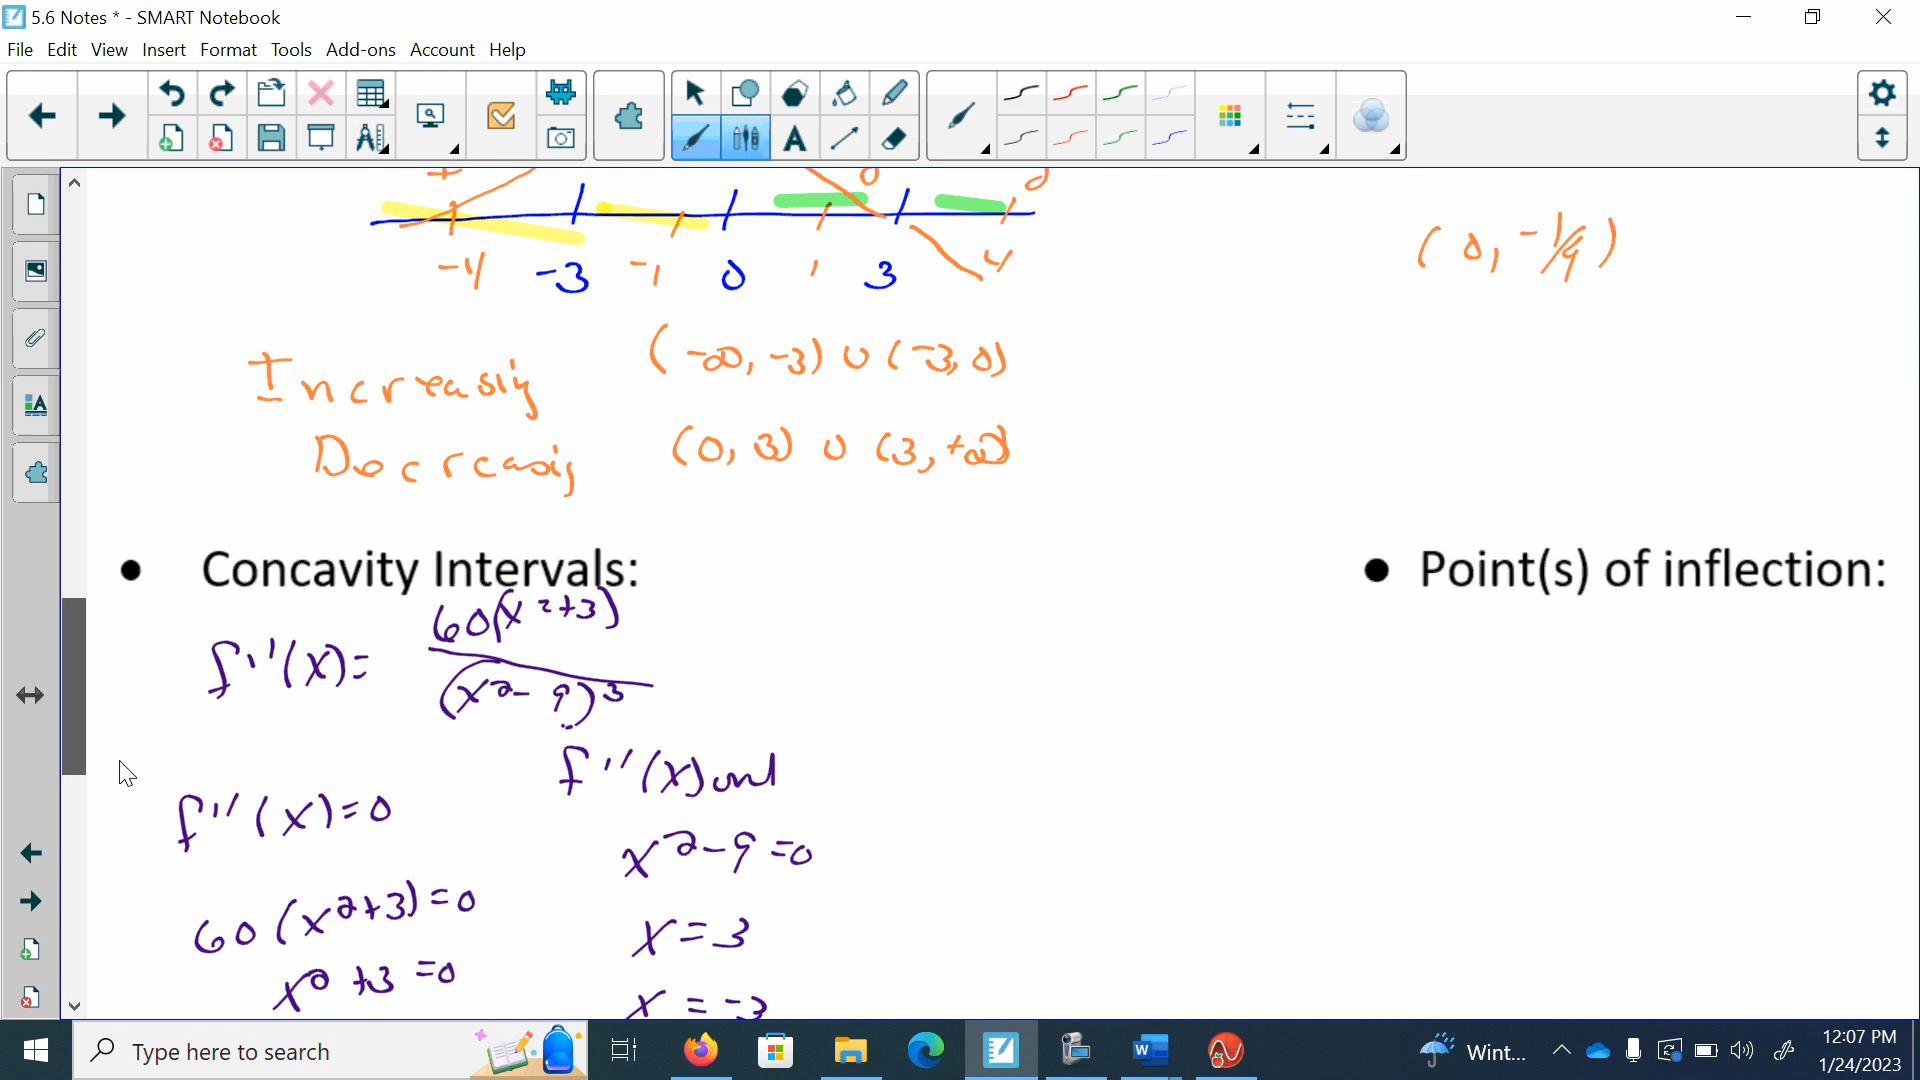 5.6 Notes * - SMART Notebook
File Edit View Insert Format Tools Add-ons Account Help
-4 -3 -1 0 1 3 4
(0, -1/9)
Increasig (-∞, -3) ∪ (-3, 0)
Decreasig (0, 3) ∪ (3, +∞)
• Concavity Intervals:
• Point(s) of inflection:
f''(x) = 60(x²+3) / (x²-9)³
f''(x) und
f''(x)=0
x²-9=0
60(x²+3)=0
x=3
x² +3 =0
x = -3
Type here to search
Wint...
12:07 PM
1/24/2023